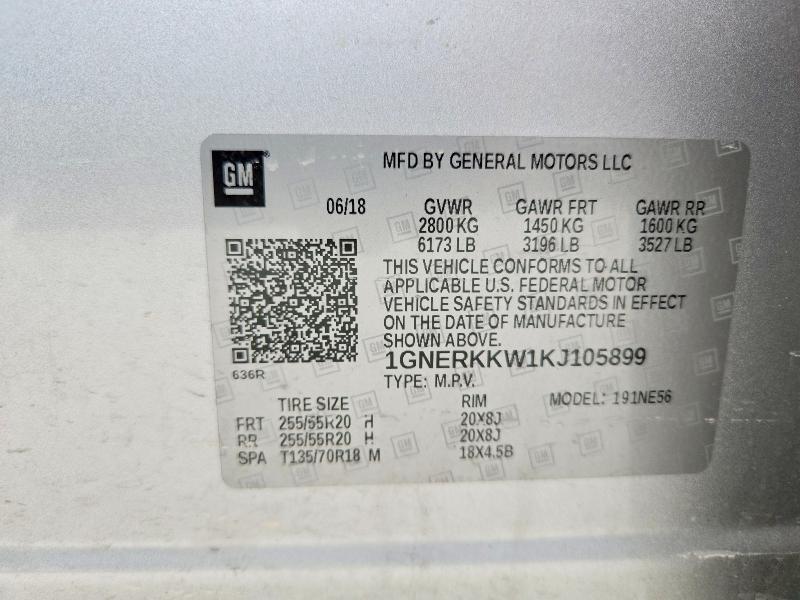 GM
MFD BY GENERAL MOTORS LLC
06/18 GVWR GAWR FRT GAWR RR
2800 KG 1450 KG 1600 KG
6173 LB 3196 LB 3527 LB
THIS VEHICLE CONFORMS TO ALL
APPLICABLE U.S. FEDERAL MOTOR
VEHICLE SAFETY STANDARDS IN EFFECT
ON THE DATE OF MANUFACTURE
SHOWN ABOVE.
1GNERKKW1KJ105899
636R
TYPE: M.P.V.
TIRE SIZE RIM MODEL: 191NE56
FRT 255/55R20 H 20X8J
RR 255/55R20 H 20X8J
SPA T135/70R18 M 18X4.5B